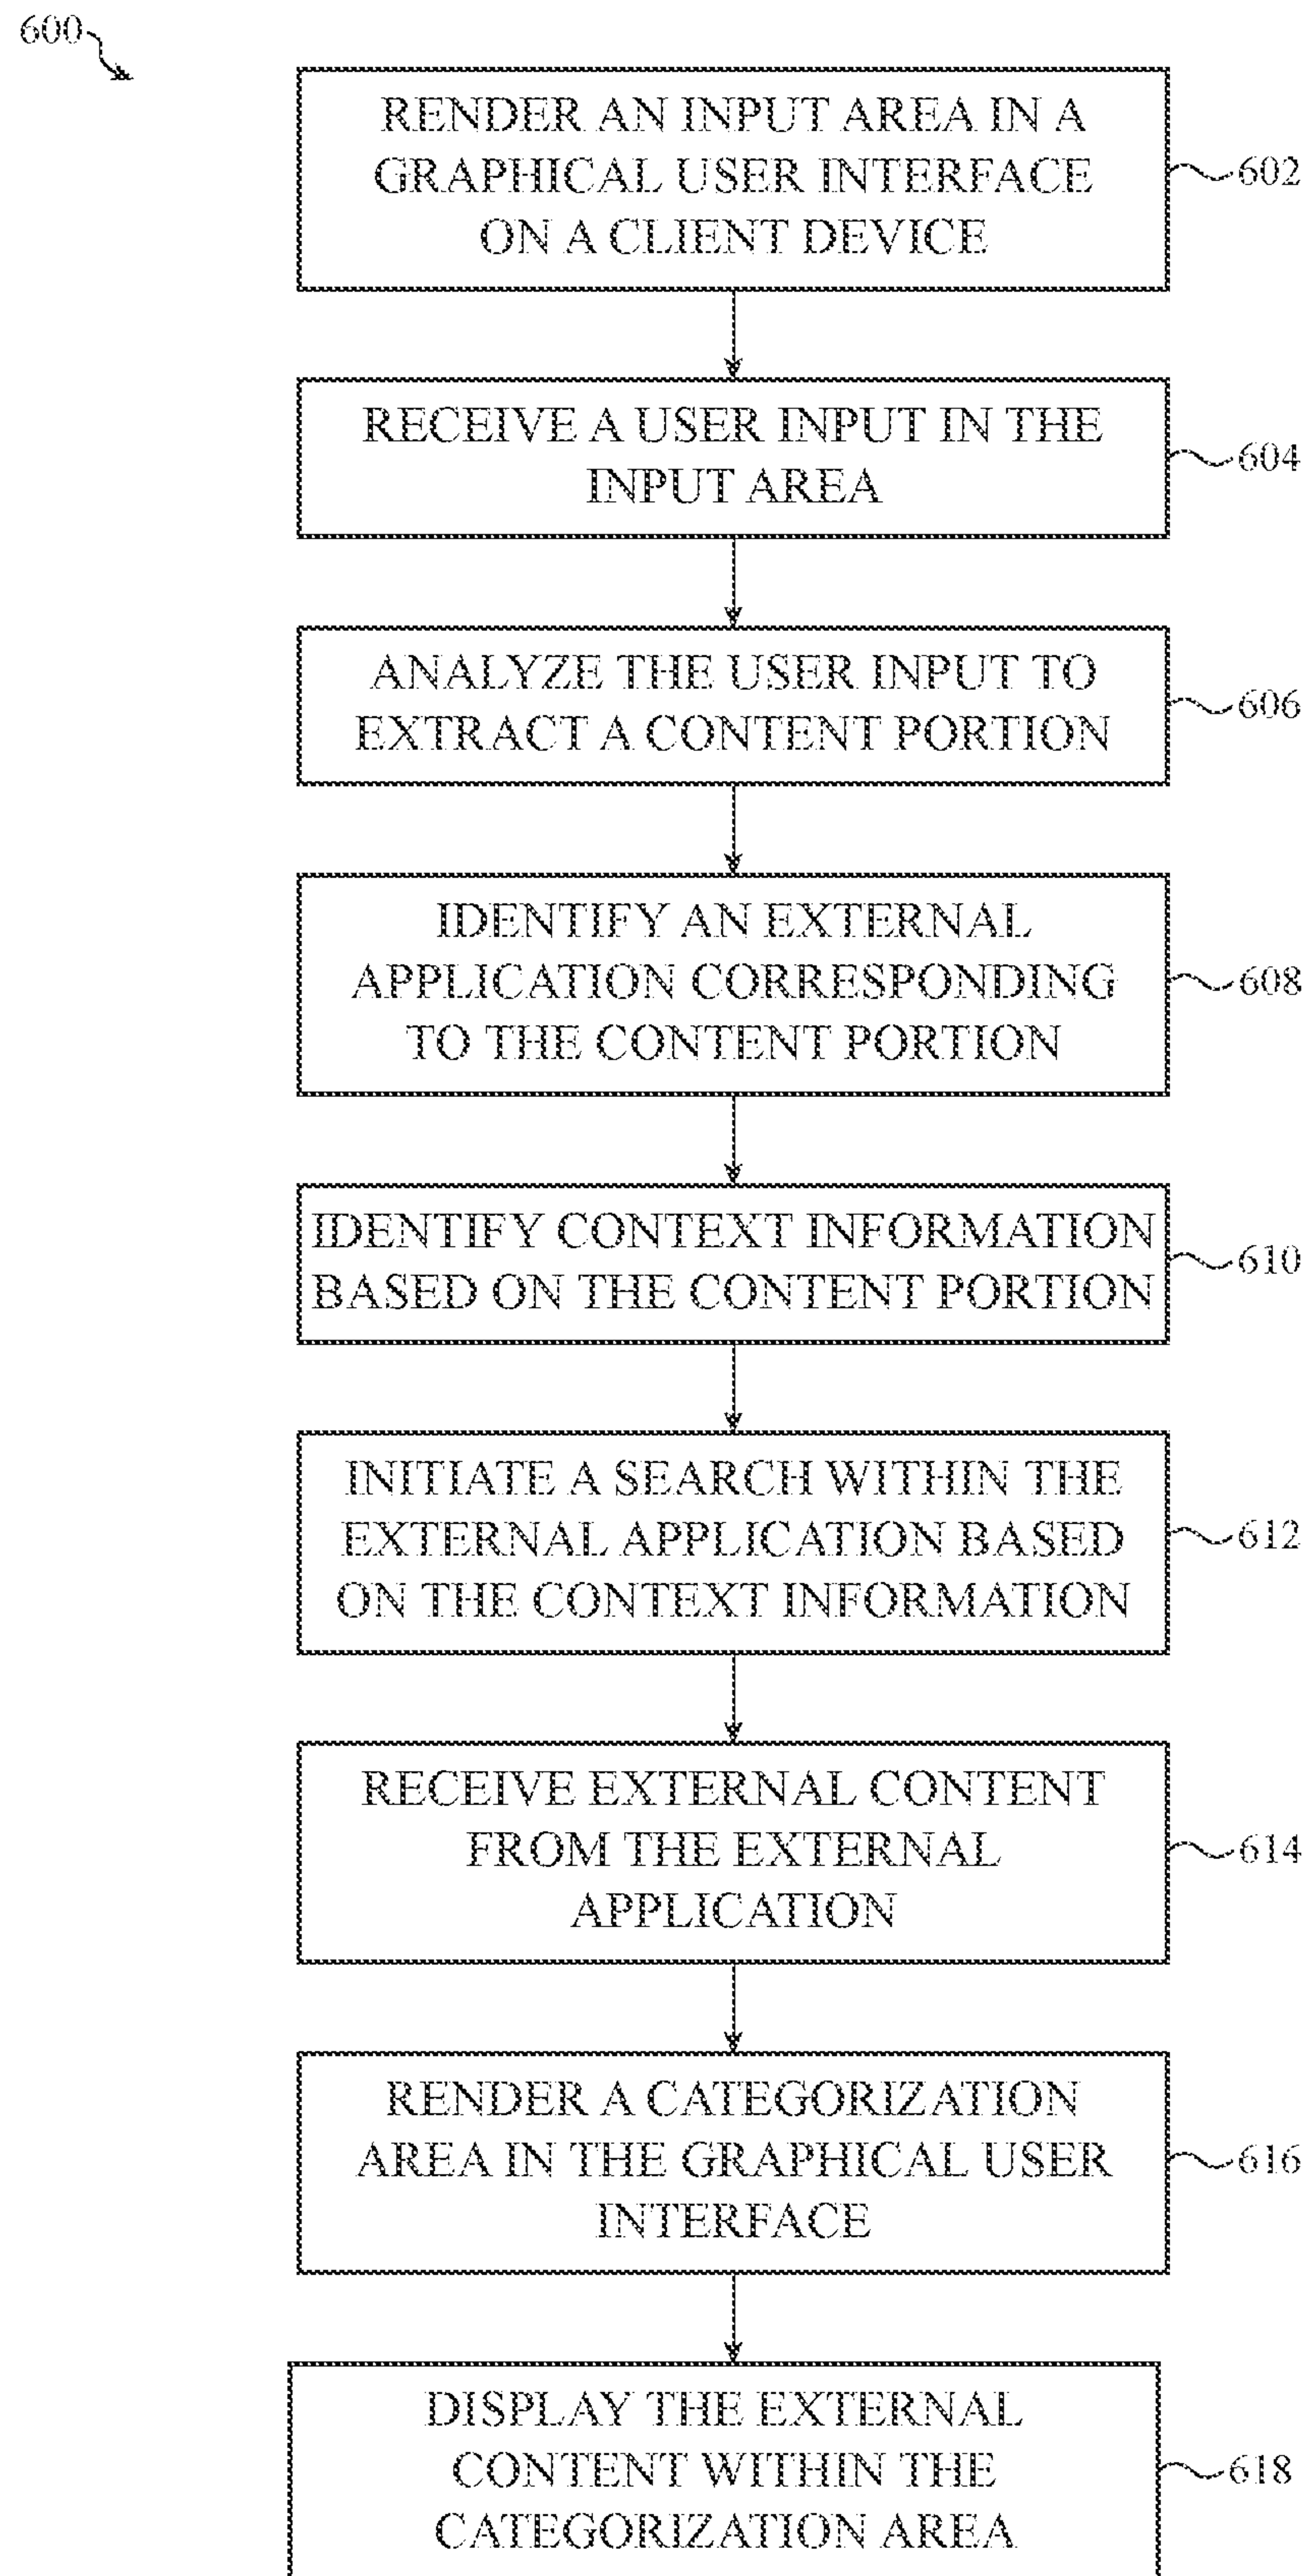 600
RENDER AN INPUT AREA IN A
GRAPHICAL USER INTERFACE
ON A CLIENT DEVICE
602
RECEIVE A USER INPUT IN THE
INPUT AREA
604
ANALYZE THE USER INPUT TO
EXTRACT A CONTENT PORTION
606
IDENTIFY AN EXTERNAL
APPLICATION CORRESPONDING
TO THE CONTENT PORTION
608
IDENTIFY CONTEXT INFORMATION
BASED ON THE CONTENT PORTION
610
INITIATE A SEARCH WITHIN THE
EXTERNAL APPLICATION BASED
ON THE CONTEXT INFORMATION
612
RECEIVE EXTERNAL CONTENT
FROM THE EXTERNAL
APPLICATION
614
RENDER A CATEGORIZATION
AREA IN THE GRAPHICAL USER
INTERFACE
616
DISPLAY THE EXTERNAL
CONTENT WITHIN THE
CATEGORIZATION AREA
618